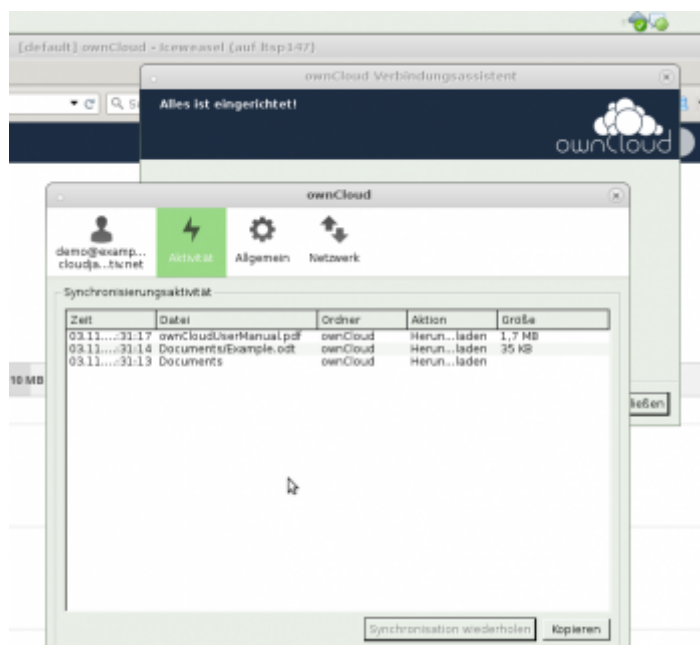 [default] ownCloud - Iceweasel (auf ltsp147)
ownCloud Verbindungsassistent
Alles ist eingerichtet!
ownCloud
ownCloud
demo@examp...
cloudja...tiv.net
Aktivität
Allgemein
Netzwerk
Synchronisierungsaktivität
Zeit Datei Ordner Aktion Größe
03.11...:31:17 ownCloudUserManual.pdf ownCloud Herun...laden 1,7 MB
03.11...:31:14 Documents/Example.odt ownCloud Herun...laden 35 KB
03.11...:31:13 Documents ownCloud Herun...laden
10 MB
ließen
Synchronisation wiederholen Kopieren